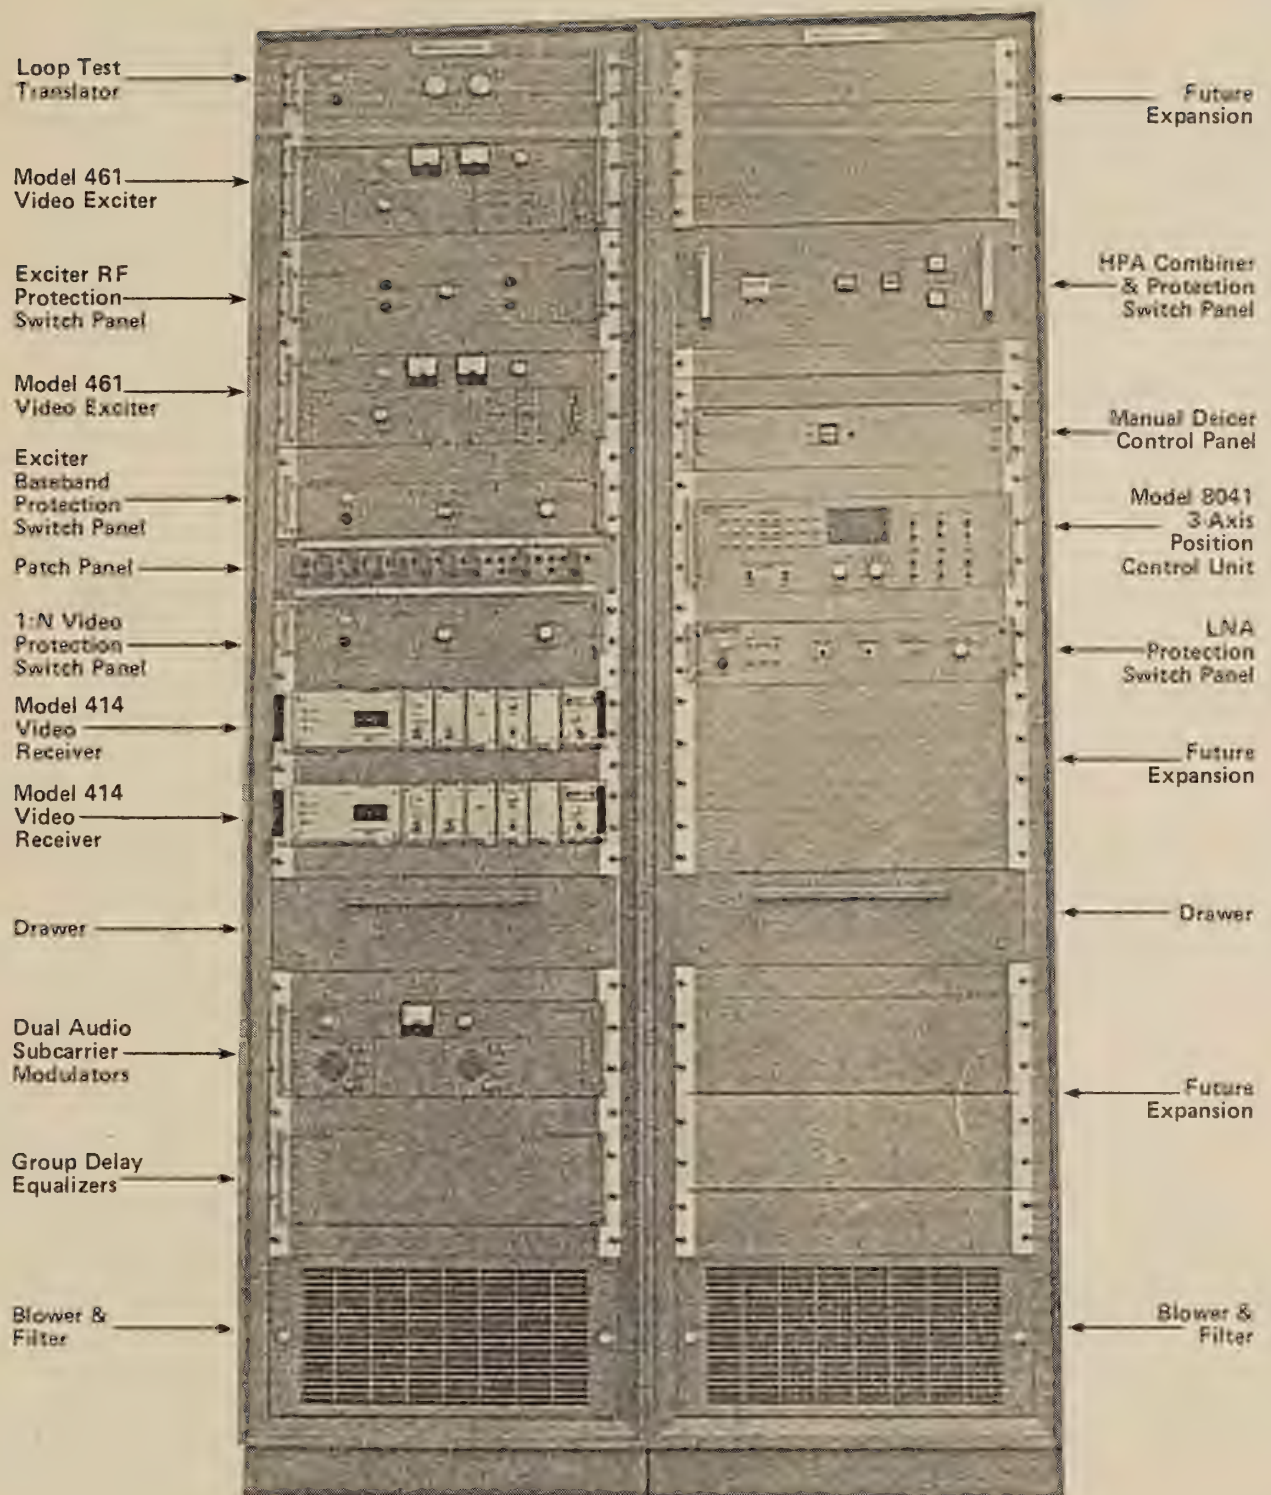 Loop Test
Translator
Model 461
Video Exciter
Exciter RF
Protection
Switch Panel
Model 461
Video Exciter
Exciter
Baseband
Protection
Switch Panel
Patch Panel
1:N Video
Protection
Switch Panel
Model 414
Video
Receiver
Model 414
Video
Receiver
Drawer
Dual Audio
Subcarrier
Modulators
Group Delay
Equalizers
Blower &
Filter
Future
Expansion
HPA Combiner
& Protection
Switch Panel
Manual Deicer
Control Panel
Model 8041
3-Axis
Position
Control Unit
LNA
Protection
Switch Panel
Future
Expansion
Drawer
Future
Expansion
Blower &
Filter